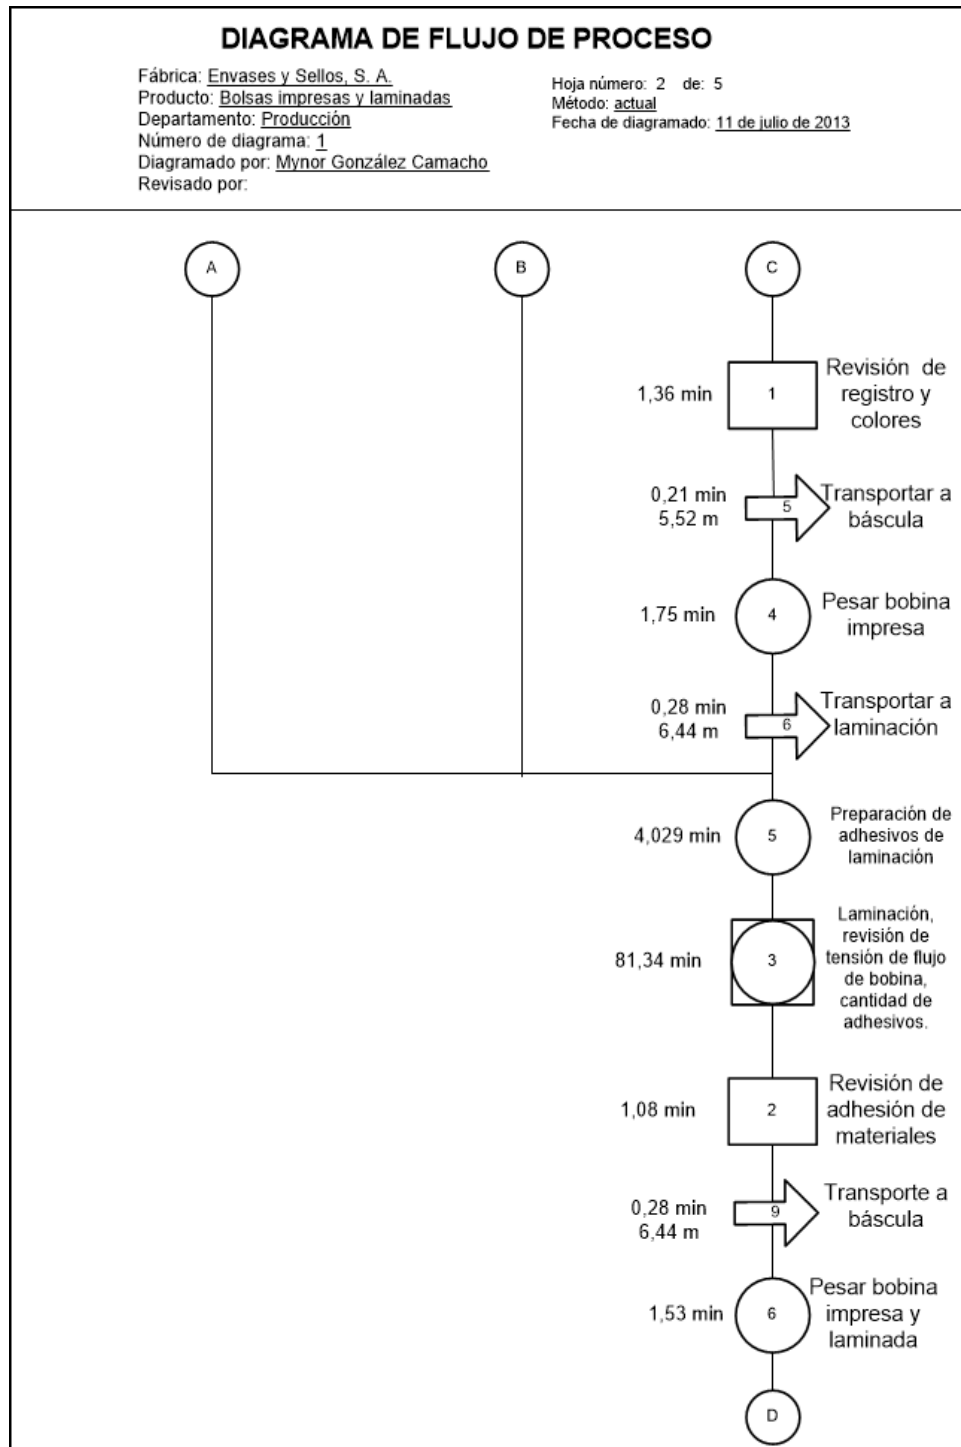 DIAGRAMA DE FLUJO DE PROCESO
Fábrica: Envases y Sellos, S. A.
Producto: Bolsas impresas y laminadas
Departamento: Producción
Número de diagrama: 1
Diagramado por: Mynor González Camacho
Revisado por:
Hoja número: 2 de: 5
Método: actual
Fecha de diagramado: 11 de julio de 2013
A
B
C
1,36 min
1
Revisión de
registro y
colores
0,21 min
5,52 m
5
Transportar a
báscula
1,75 min
4
Pesar bobina
impresa
0,28 min
6,44 m
6
Transportar a
laminación
4,029 min
5
Preparación de
adhesivos de
laminación
81,34 min
3
Laminación,
revisión de
tensión de flujo
de bobina,
cantidad de
adhesivos.
1,08 min
2
Revisión de
adhesión de
materiales
0,28 min
6,44 m
9
Transporte a
báscula
1,53 min
6
Pesar bobina
impresa y
laminada
D